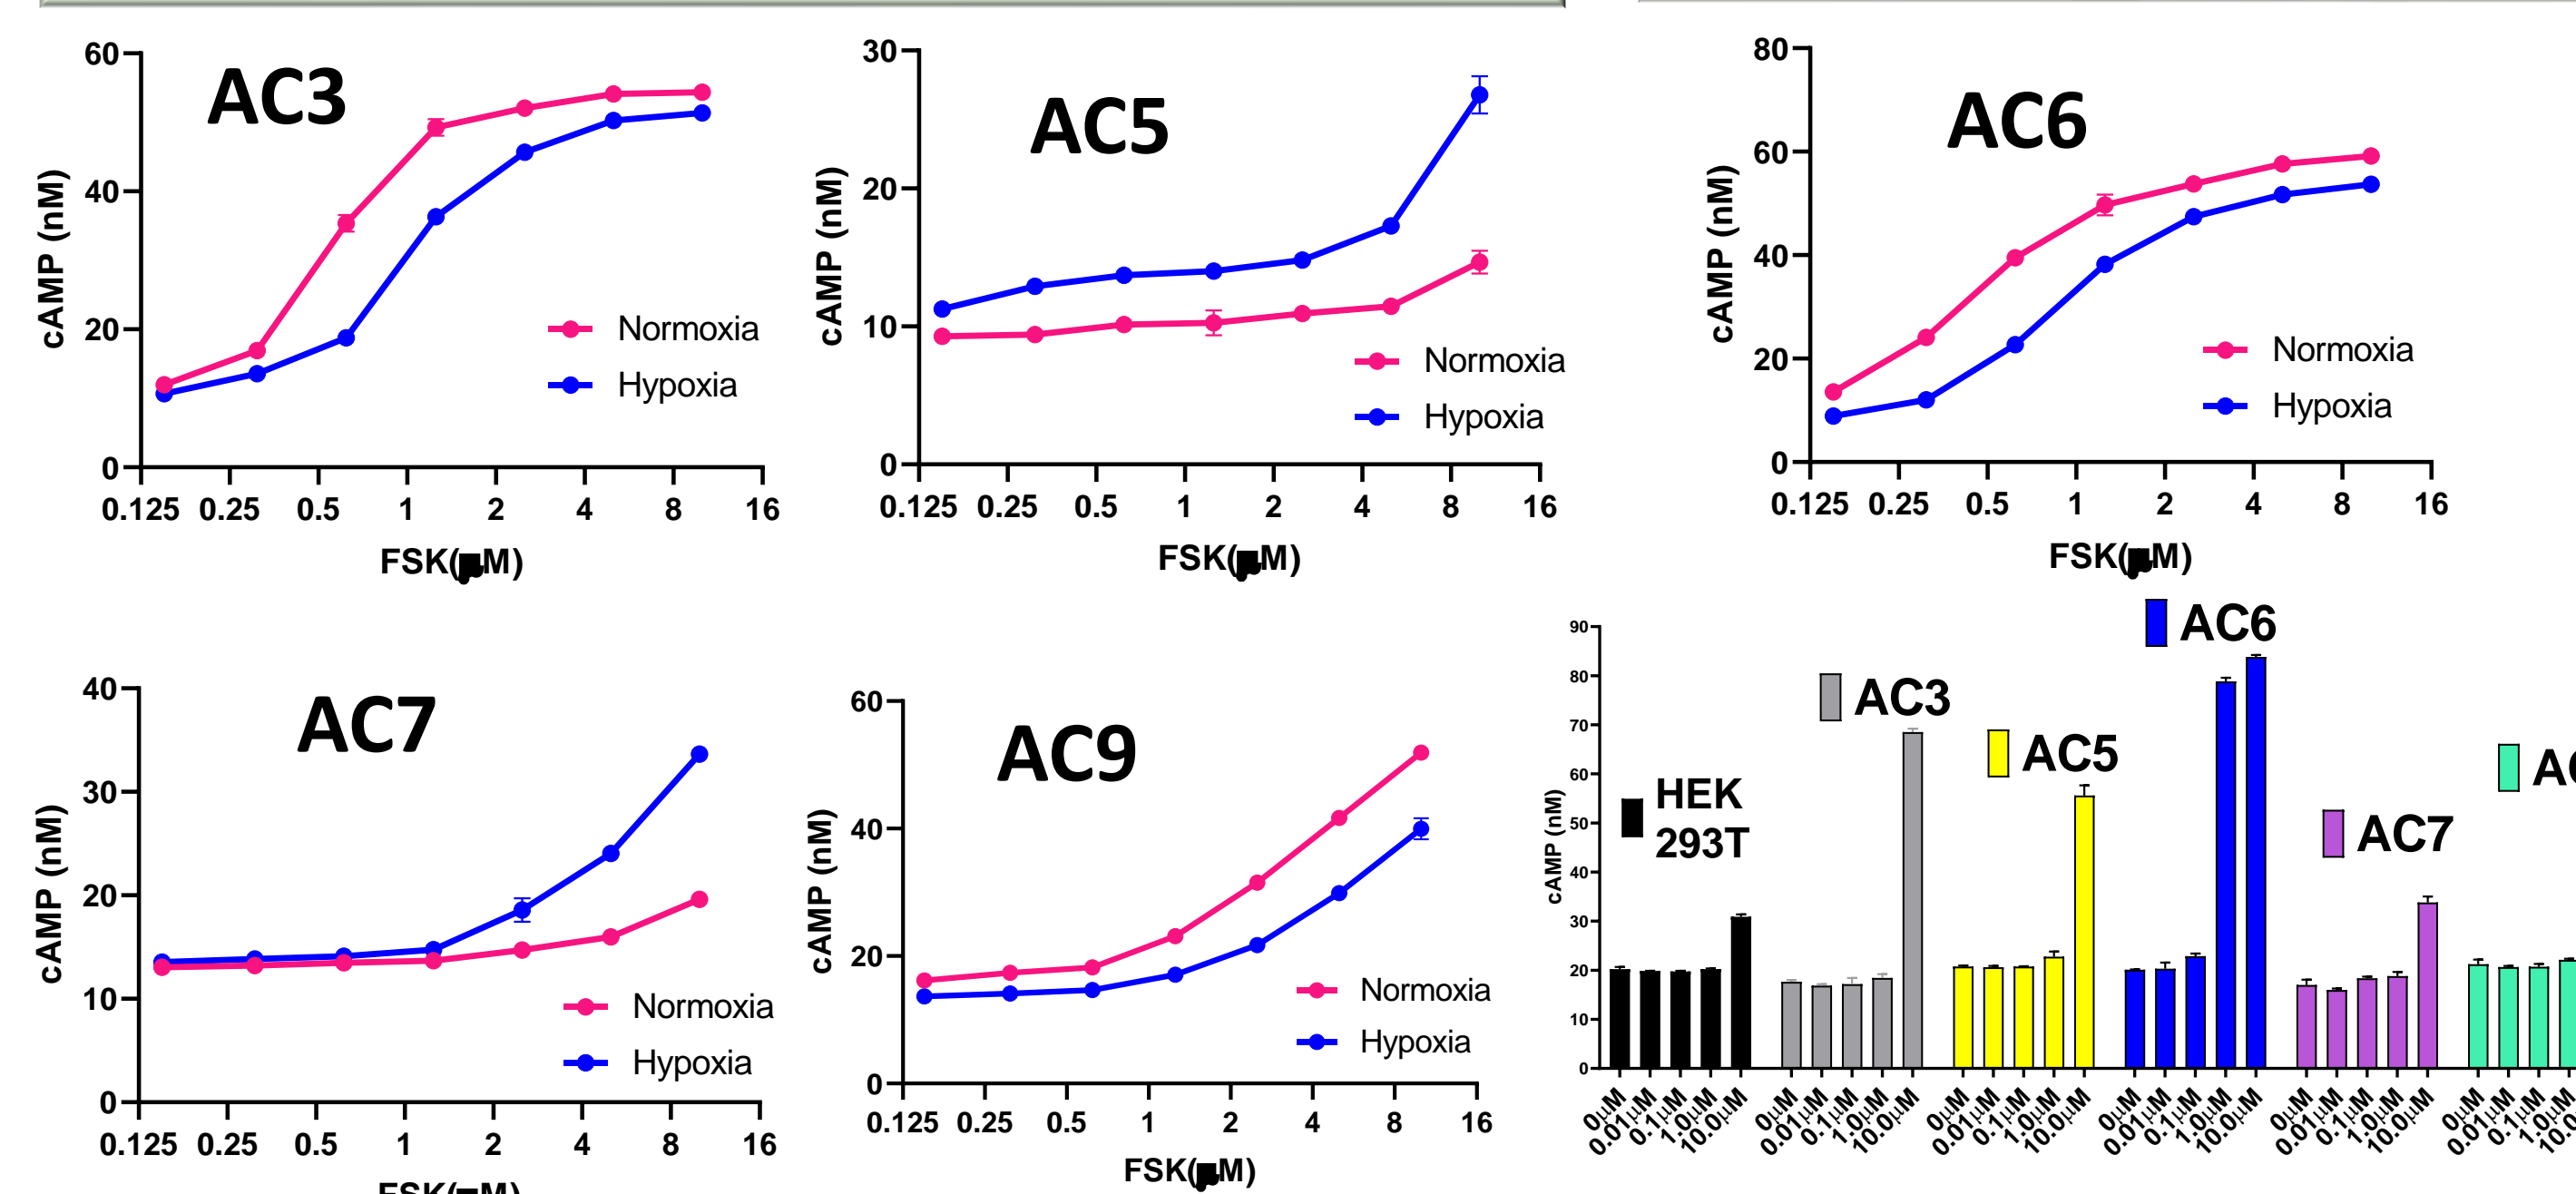 AC3
60
40
20
0
cAMP (nM)
Normoxia
Hypoxia
0.125 0.25 0.5 1 2 4 8 16
FSK(μM)
AC5
30
20
10
0
cAMP (nM)
Normoxia
Hypoxia
0.125 0.25 0.5 1 2 4 8 16
FSK(μM)
AC6
80
60
40
20
0
cAMP (nM)
Normoxia
Hypoxia
0.125 0.25 0.5 1 2 4 8 16
FSK(μM)
AC7
40
30
20
10
0
cAMP (nM)
Normoxia
Hypoxia
0.125 0.25 0.5 1 2 4 8 16
FSK(μM)
AC9
60
40
20
0
cAMP (nM)
Normoxia
Hypoxia
0.125 0.25 0.5 1 2 4 8 16
FSK(μM)
90
80
70
60
50
40
30
20
10
0
cAMP (nM)
HEK
293T
AC3
AC5
AC6
AC7
0μM 0.01μM 0.1μM 1.0μM 10.0μM
0μM 0.01μM 0.1μM 1.0μM 10.0μM
0μM 0.01μM 0.1μM 1.0μM 10.0μM
0μM 0.01μM 0.1μM 1.0μM 10.0μM
0μM 0.01μM 0.1μM 1.0μM 10.0μM
0μM 0.01μM 0.1μM 1.0μM